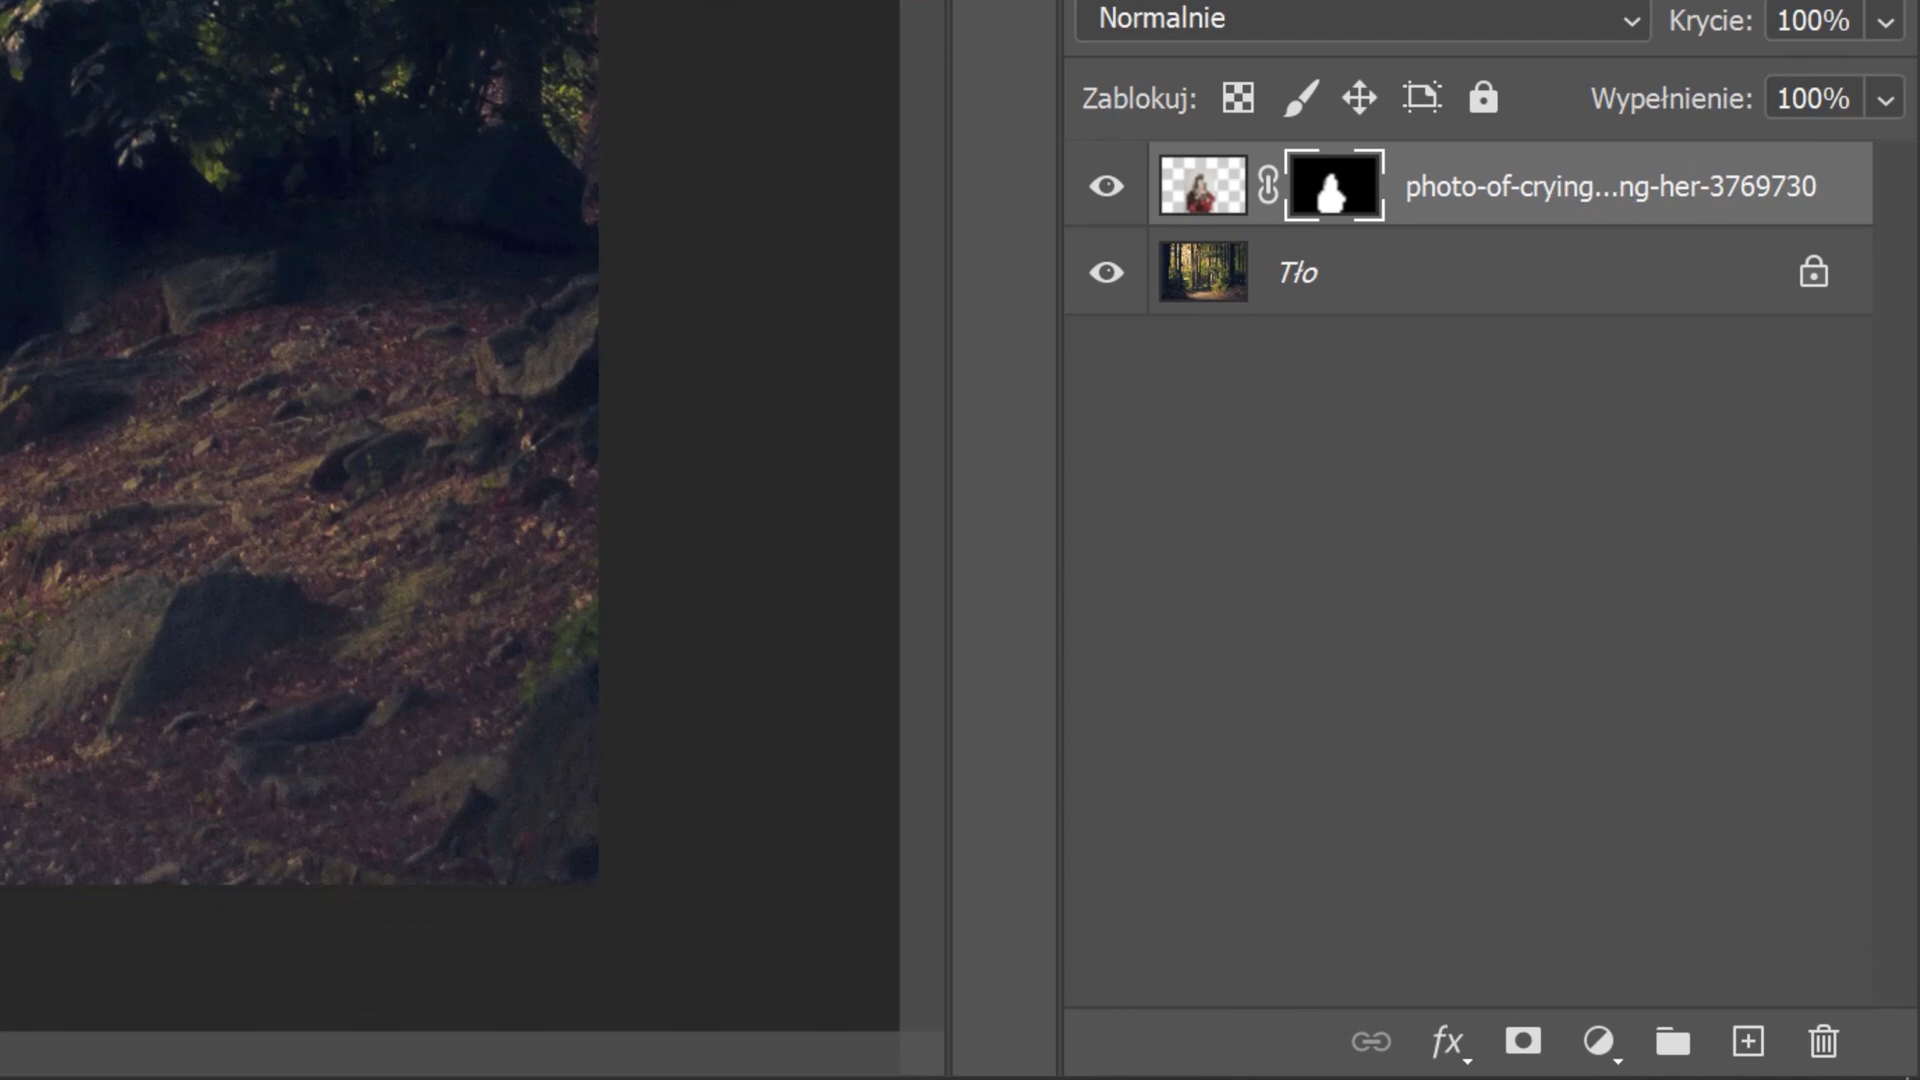 Normalnie Krycie: 100%
Zablokuj: Wypełnienie: 100%
photo-of-crying...ng-her-3769730
Tło
fx